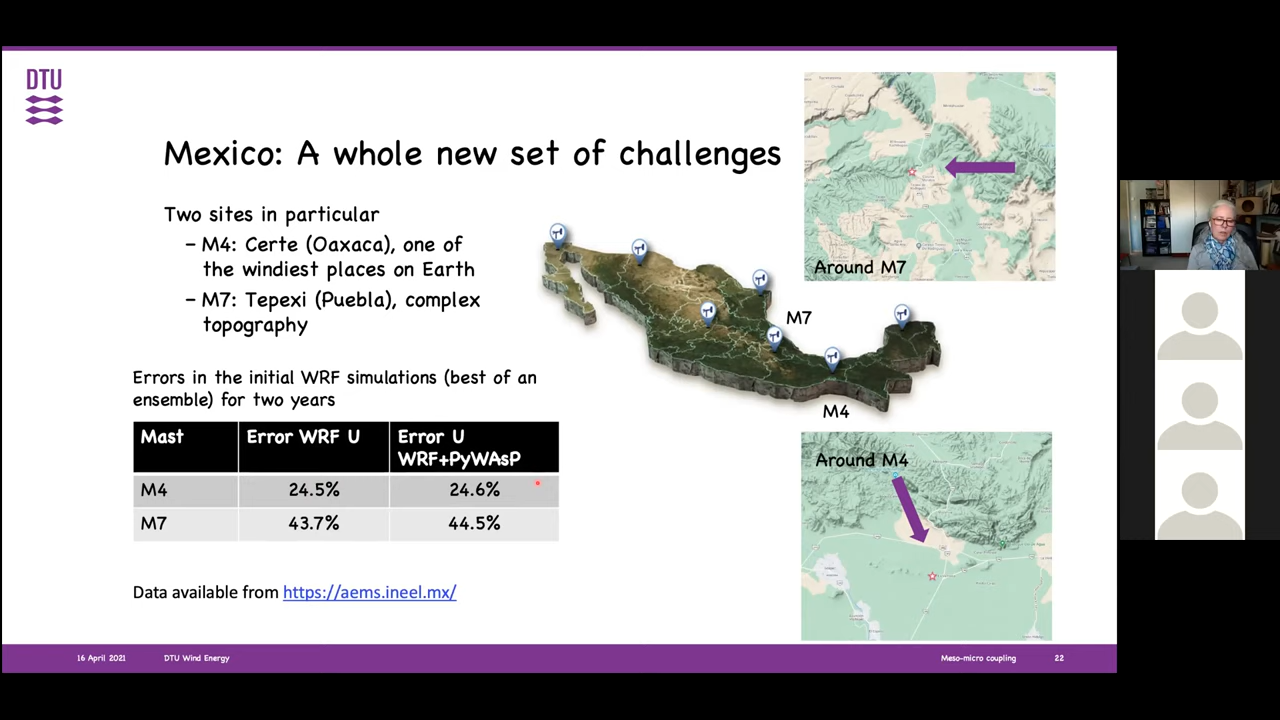 DTU
Mexico: A whole new set of challenges
Two sites in particular
– M4: Certe (Oaxaca), one of
the windiest places on Earth
– M7: Tepexi (Puebla), complex
topography
Errors in the initial WRF simulations (best of an
ensemble) for two years
Mast Error WRF U Error U
WRF+PyWAsP
M4 24.5% 24.6%
M7 43.7% 44.5%
Data available from https://aems.ineel.mx/
Around M7
M7
M4
Around M4
16 April 2021 DTU Wind Energy Meso-micro coupling 22